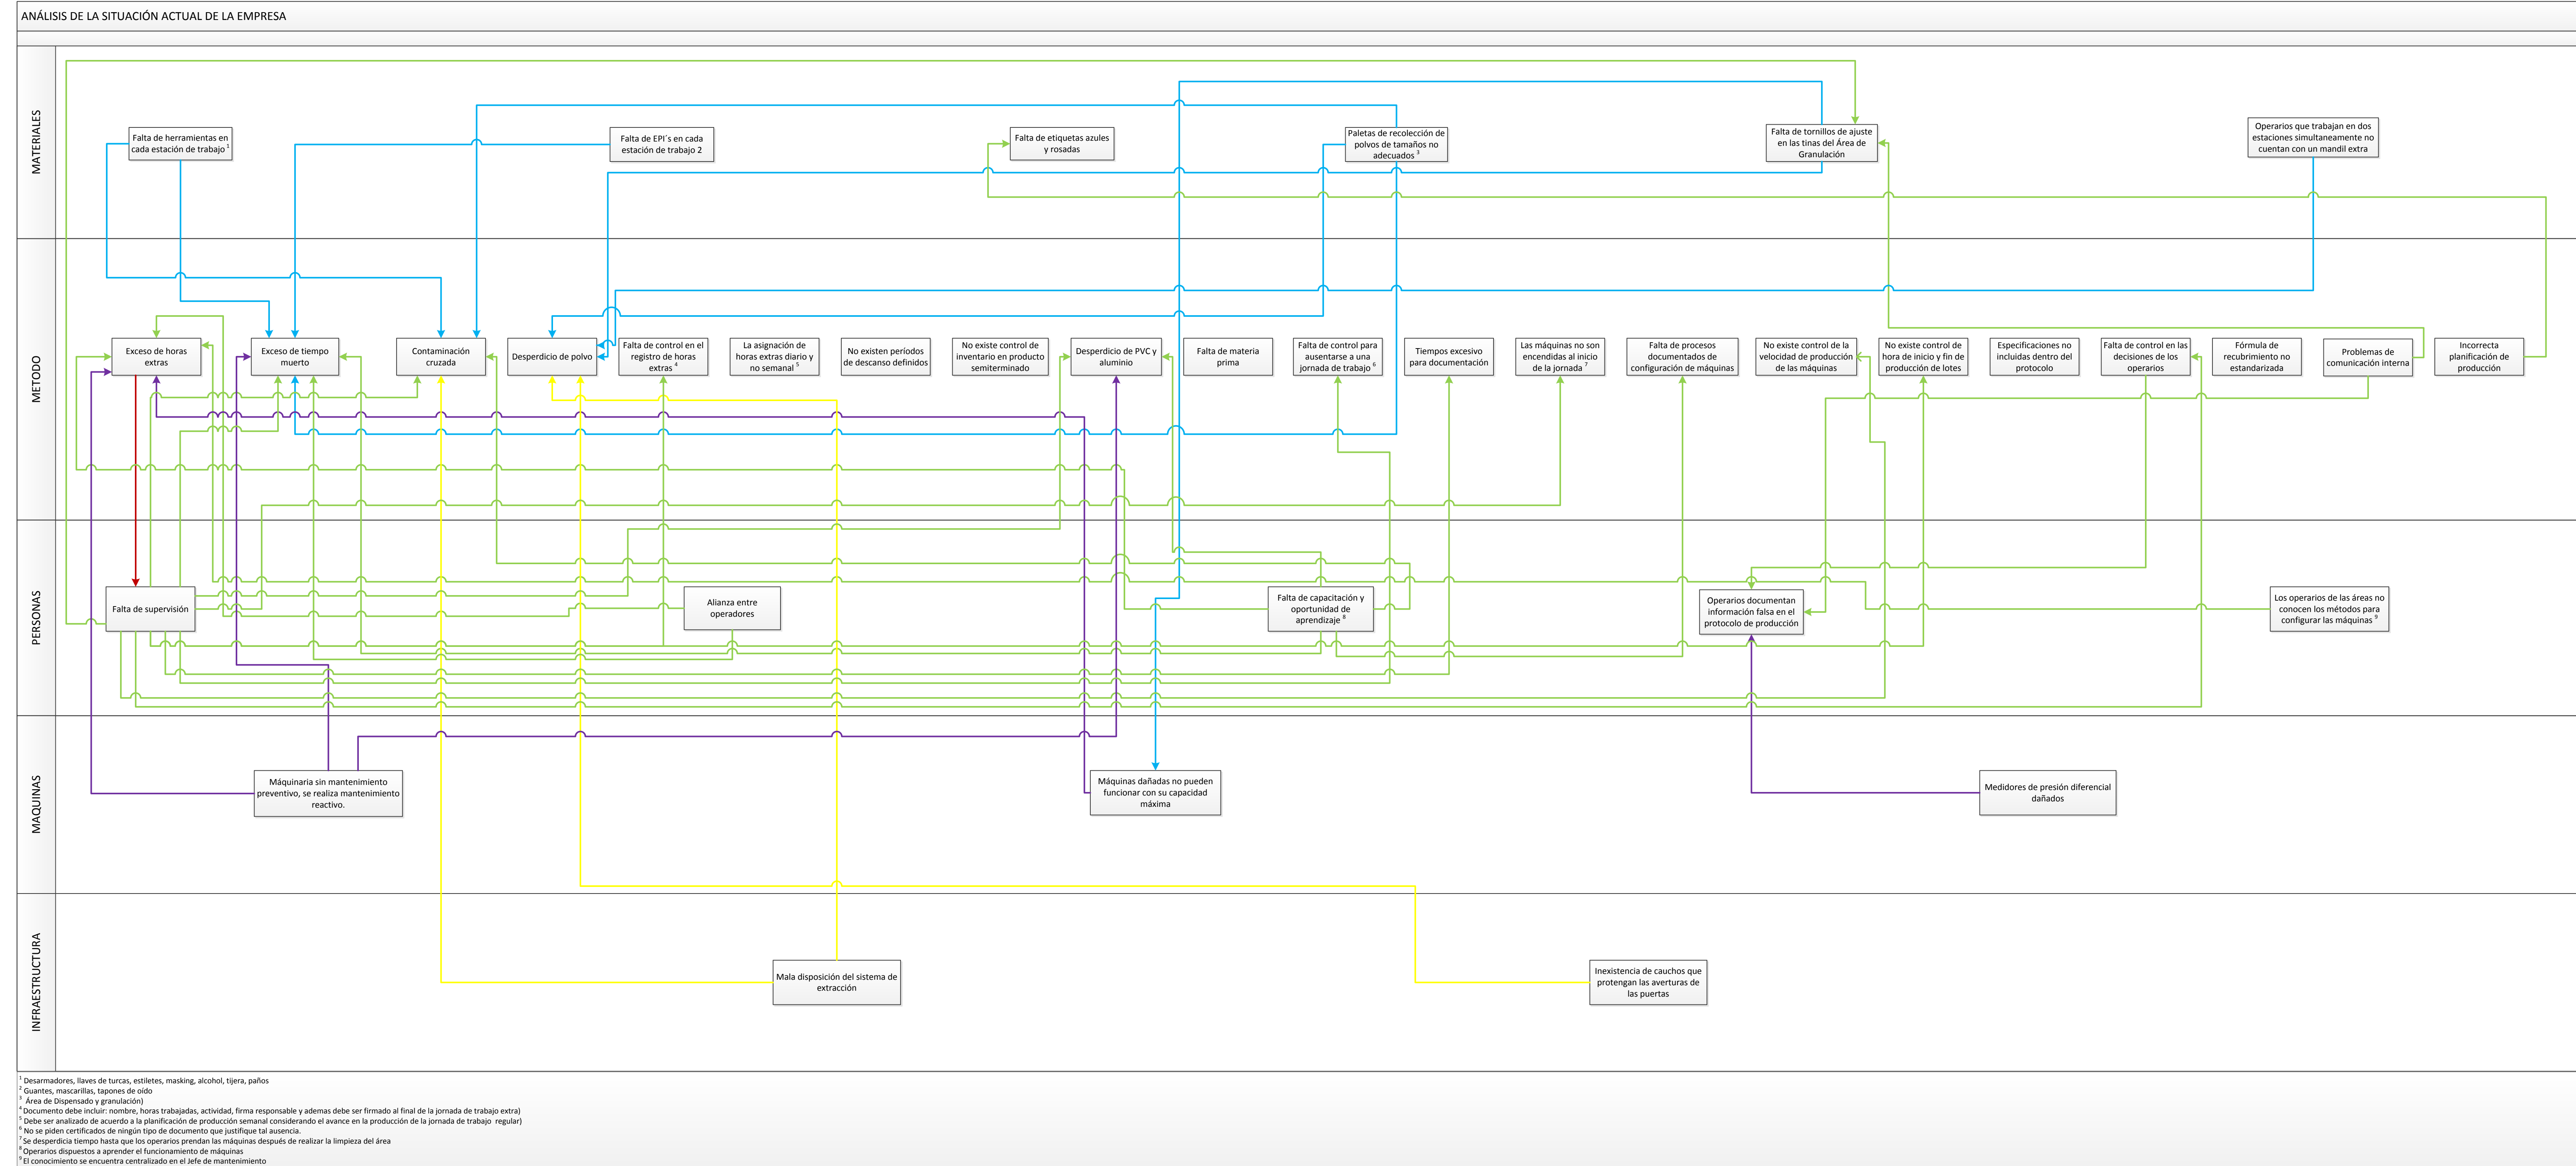 ANÁLISIS DE LA SITUACIÓN ACTUAL DE LA EMPRESA
MATERIALES
Falta de herramientas en
cada estación de trabajo 1
Falta de EPI´s en cada
estación de trabajo 2
Falta de etiquetas azules
y rosadas
Paletas de recolección de
polvos de tamaños no
adecuados 3
Falta de tornillos de ajuste
en las tinas del Área de
Granulación
Operarios que trabajan en dos
estaciones simultaneamente no
cuentan con un mandil extra
METODO
Exceso de horas
extras
Exceso de tiempo
muerto
Contaminación
cruzada
Desperdicio de polvo
Falta de control en el
registro de horas
extras 4
La asignación de
horas extras diario y
no semanal 5
No existen períodos
de descanso definidos
No existe control de
inventario en producto
semiterminado
Desperdicio de PVC y
aluminio
Falta de materia
prima
Falta de control para
ausentarse a una
jornada de trabajo 6
Tiempos excesivo
para documentación
Las máquinas no son
encendidas al inicio
de la jornada 7
Falta de procesos
documentados de
configuración de máquinas
No existe control de la
velocidad de producción
de las máquinas
No existe control de
hora de inicio y fin de
producción de lotes
Especificaciones no
incluidas dentro del
protocolo
Falta de control en las
decisiones de los
operarios
Fórmula de
recubrimiento no
estandarizada
Problemas de
comunicación interna
Incorrecta
planificación de
producción
PERSONAS
Falta de supervisión
Alianza entre
operadores
Falta de capacitación y
oportunidad de
aprendizaje 8
Operarios documentan
información falsa en el
protocolo de producción
Los operarios de las áreas no
conocen los métodos para
configurar las máquinas 9
MAQUINAS
Máquinaria sin mantenimiento
preventivo, se realiza mantenimiento
reactivo.
Máquinas dañadas no pueden
funcionar con su capacidad
máxima
Medidores de presión diferencial
dañados
INFRAESTRUCTURA
Mala disposición del sistema de
extracción
Inexistencia de cauchos que
protengan las averturas de
las puertas
1 Desarmadores, llaves de turcas, estiletes, masking, alcohol, tijera, paños
2 Guantes, mascarillas, tapones de oído
3 Área de Dispensado y granulación)
4 Documento debe incluir: nombre, horas trabajadas, actividad, firma responsable y ademas debe ser firmado al final de la jornada de trabajo extra)
5 Debe ser analizado de acuerdo a la planificación de producción semanal considerando el avance en la producción de la jornada de trabajo regular)
6 No se piden certificados de ningún tipo de documento que justifique tal ausencia.
7 Se desperdicia tiempo hasta que los operarios prendan las máquinas después de realizar la limpieza del área
8 Operarios dispuestos a aprender el funcionamiento de máquinas
9 El conocimiento se encuentra centralizado en el Jefe de mantenimiento